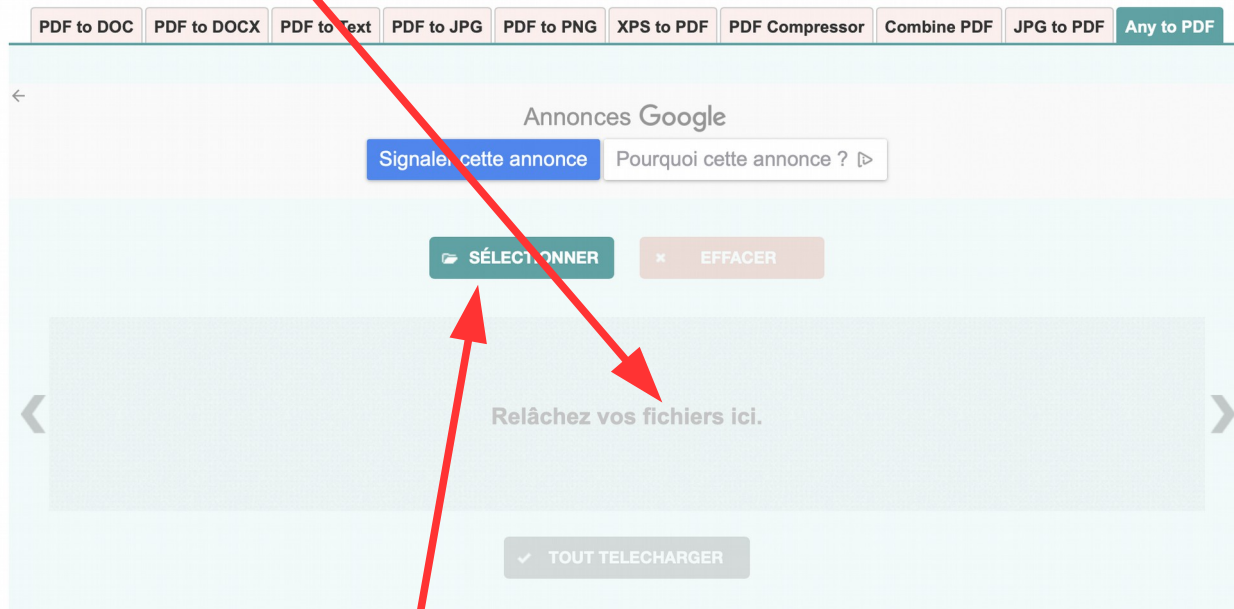 PDF to DOC PDF to DOCX PDF to Text PDF to JPG PDF to PNG XPS to PDF PDF Compressor Combine PDF JPG to PDF Any to PDF
Annonces Google
Signaler cette annonce Pourquoi cette annonce ?
SÉLECTIONNER EFFACER
Relâchez vos fichiers ici.
TOUT TELECHARGER